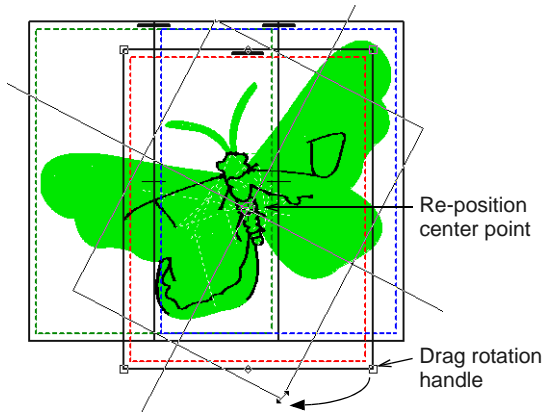 Re-position
center point
Drag rotation
handle